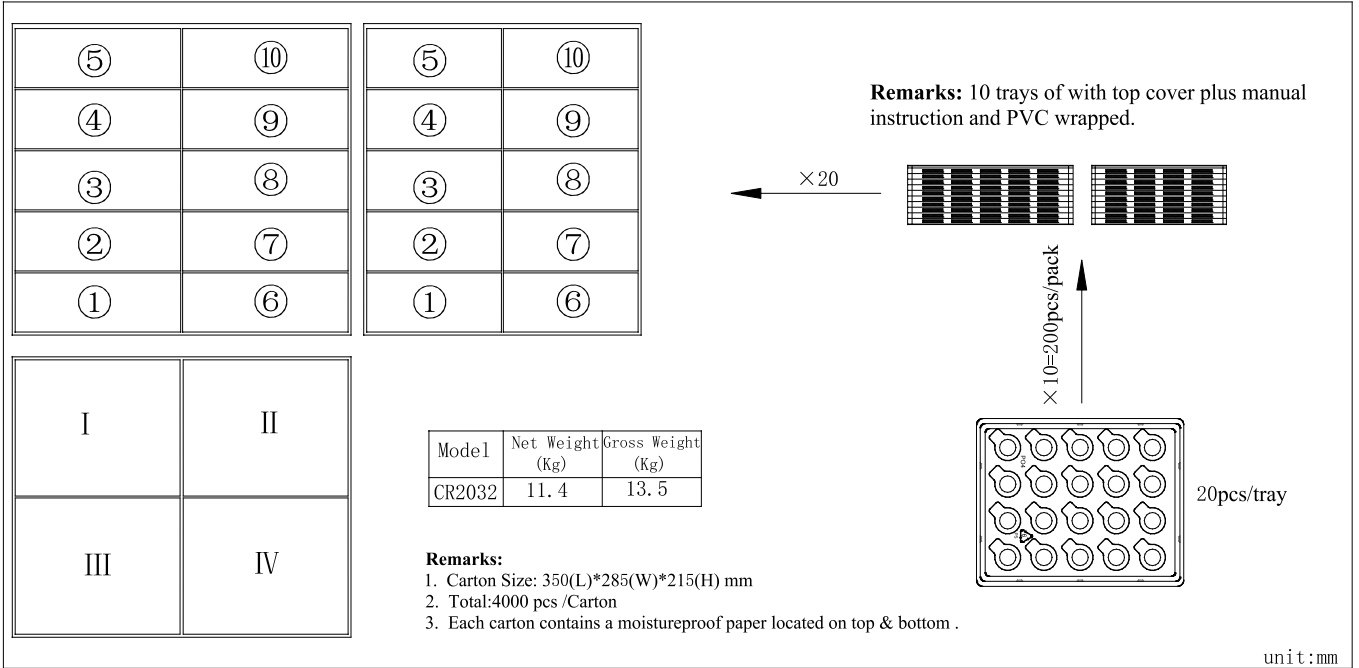 ⑤ ⑩ ⑤ ⑩
④ ⑨ ④ ⑨
③ ⑧ ③ ⑧
② ⑦ ② ⑦
① ⑥ ① ⑥
Remarks: 10 trays of with top cover plus manual
instruction and PVC wrapped.
×20
×10=200pcs/pack
20pcs/tray
I II
III IV
Model Net Weight (Kg) Gross Weight (Kg)
CR2032 11.4 13.5
Remarks:
1. Carton Size: 350(L)*285(W)*215(H) mm
2. Total:4000 pcs /Carton
3. Each carton contains a moistureproof paper located on top & bottom .
unit:mm